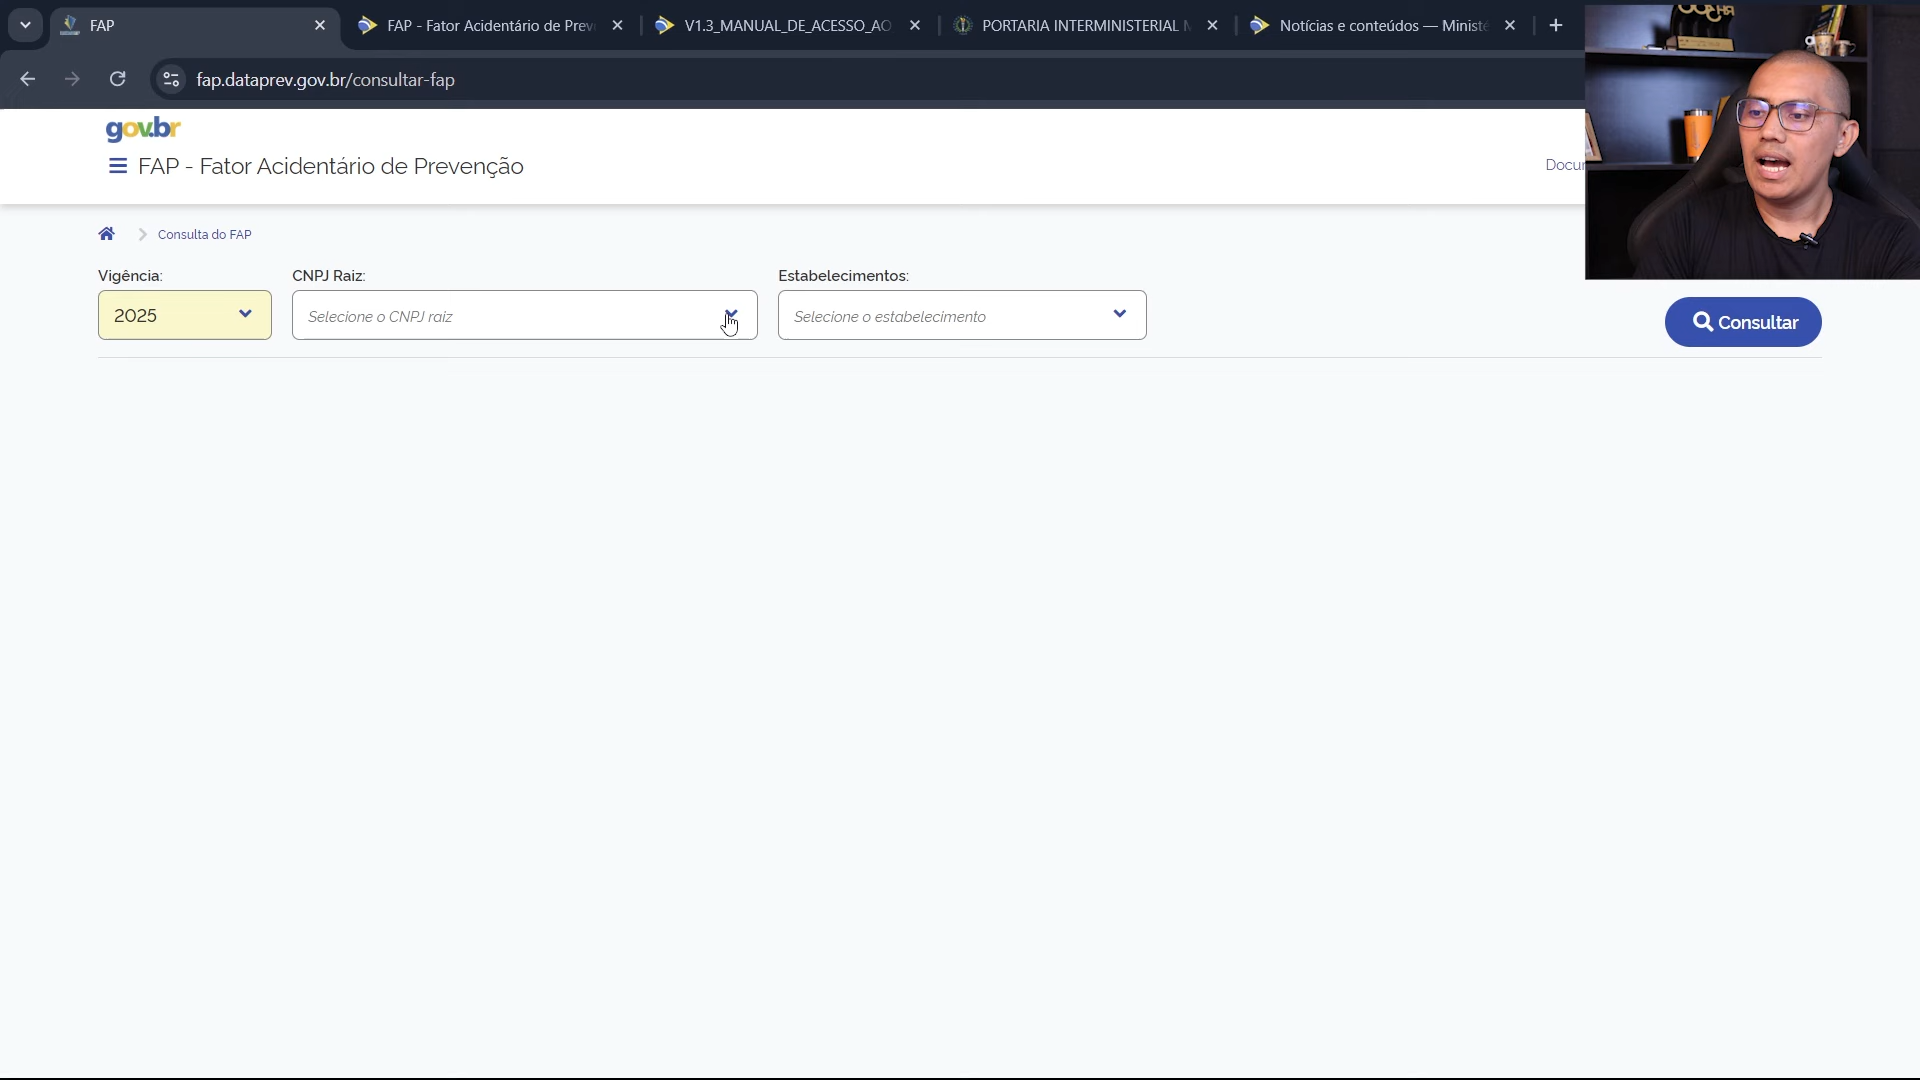 FAP
FAP - Fator Acidentário de Prev
V1.3_MANUAL_DE_ACESSO_AO
PORTARIA INTERMINISTERIAL
Notícias e conteúdos — Ministé
fap.dataprev.gov.br/consultar-fap
gov.br
FAP - Fator Acidentário de Prevenção
Docu
Consulta do FAP
Vigência:
CNPJ Raiz:
Estabelecimentos:
2025
Selecione o CNPJ raiz
Selecione o estabelecimento
Consultar